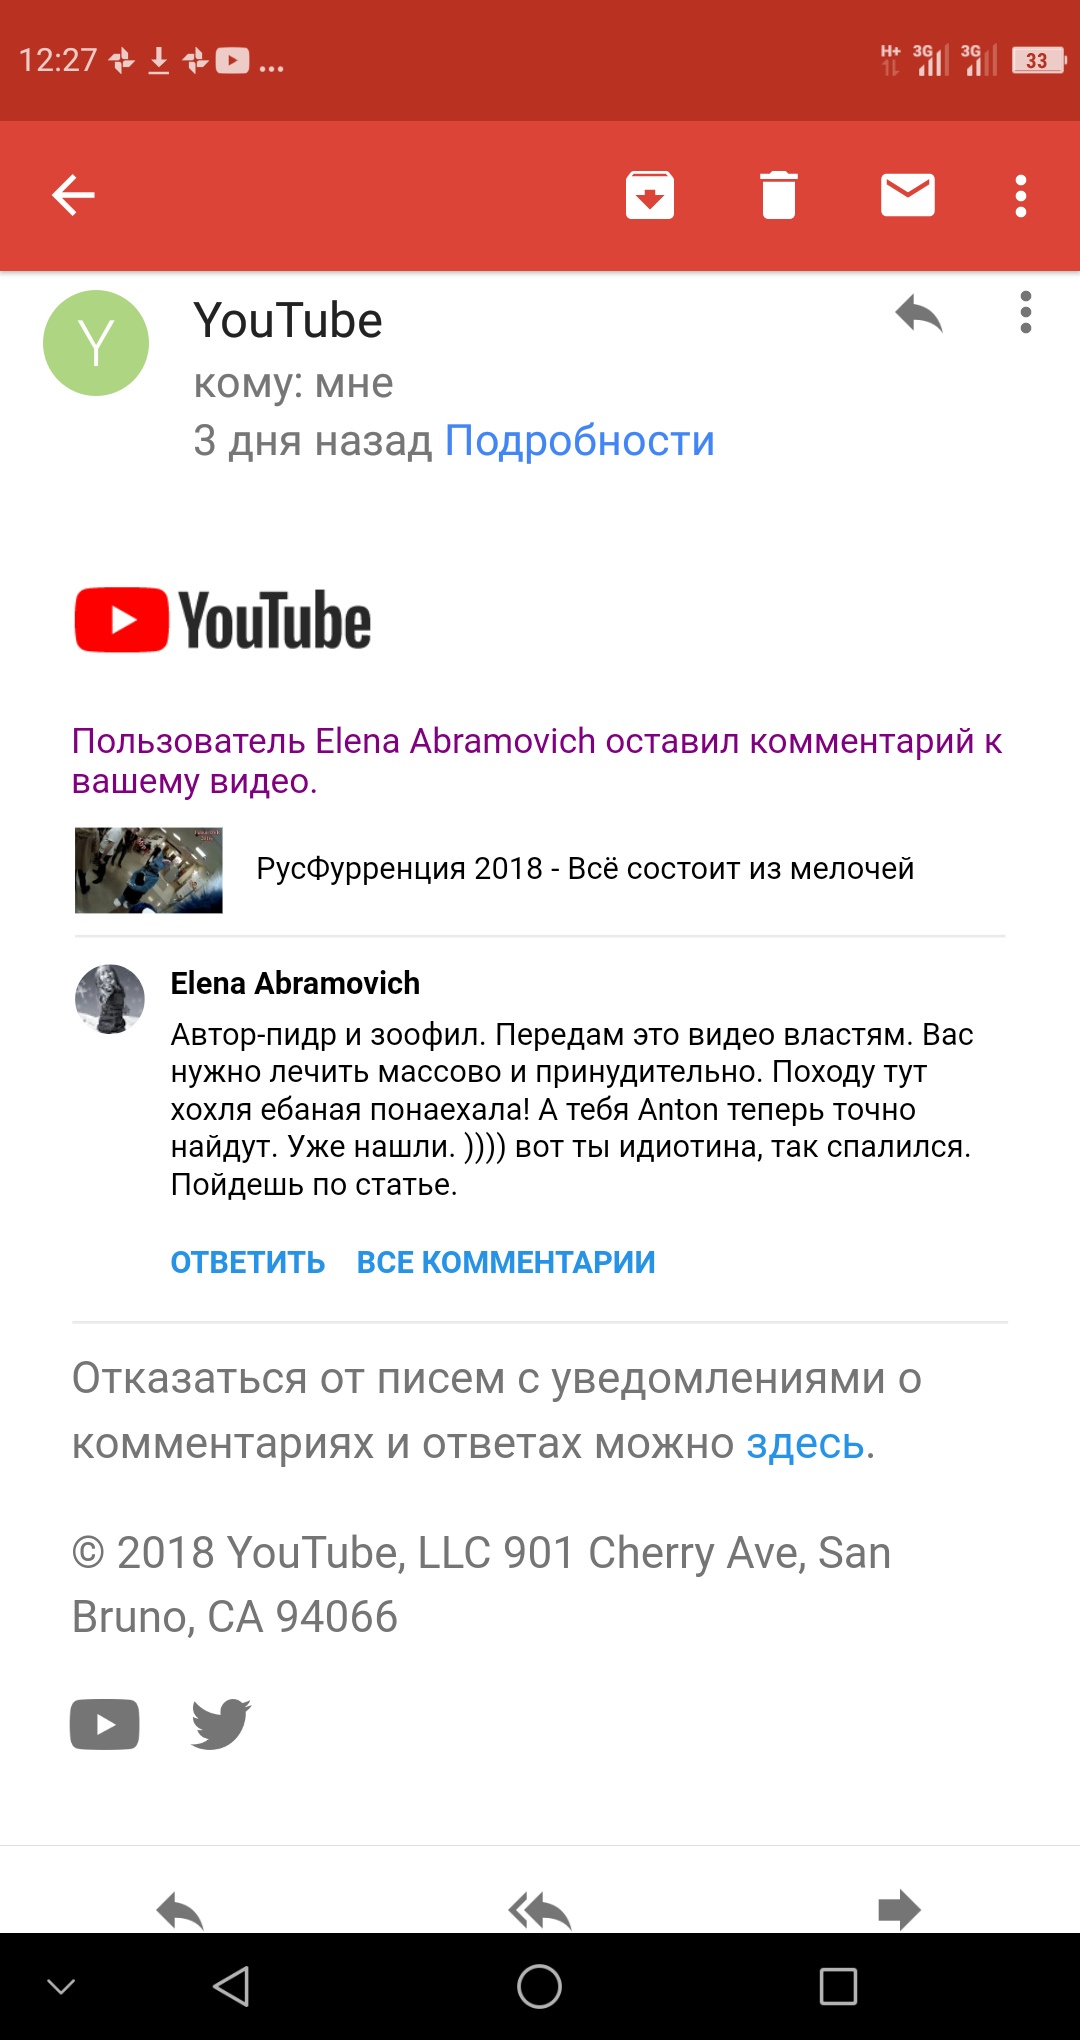 12:27 ...
H+ 3G 3G 33
Y
YouTube
кому: мне
3 дня назад Подробности
YouTube
Пользователь Elena Abramovich оставил комментарий к
вашему видео.
РусФурренция 2018 - Всё состоит из мелочей
Elena Abramovich
Автор-пидр и зоофил. Передам это видео властям. Вас
нужно лечить массово и принудительно. Походу тут
хохля ебаная понаехала! А тебя Anton теперь точно
найдут. Уже нашли. )))) вот ты идиотина, так спалился.
Пойдешь по статье.
ОТВЕТИТЬ ВСЕ КОММЕНТАРИИ
Отказаться от писем с уведомлениями о
комментариях и ответах можно здесь.
© 2018 YouTube, LLC 901 Cherry Ave, San
Bruno, CA 94066